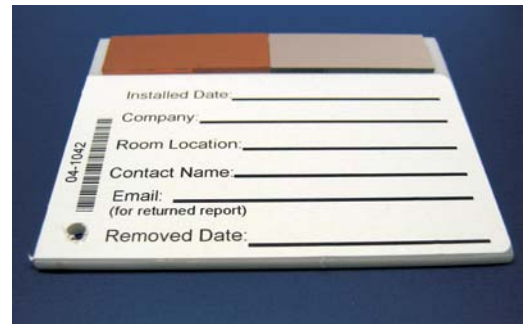 Installed Date:
Company:
Room Location:
Contact Name:
Email:
(for returned report)
Removed Date:
04-1042